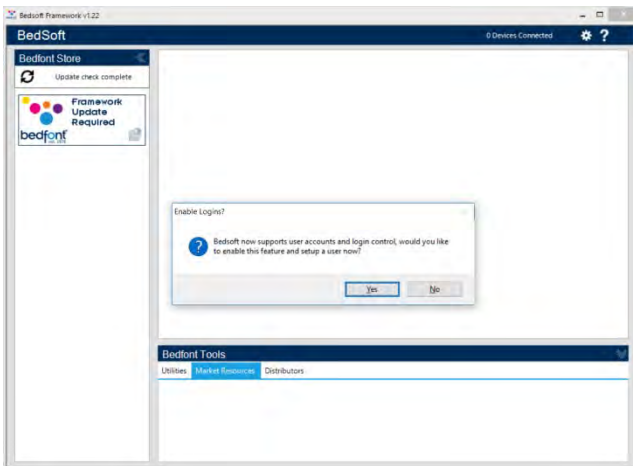 Bedsoft Framework v1.22
BedSoft
0 Devices Connected
?
Bedfont Store
Update check complete
Framework
Update
Required
bedfont
Enable Logins?
Bedsoft now supports user accounts and login control, would you like
to enable this feature and setup a user now?
Yes
No
Bedfont Tools
Utilities Market Resources Distributors